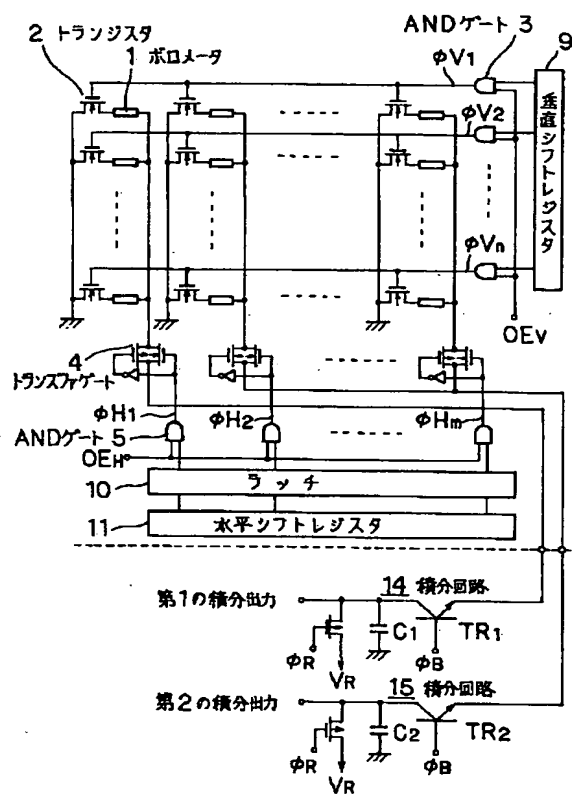 ANDゲート 3
2 トランジスタ
1 ボロメータ
9
φV1
φV2
φVn
垂直シフトレジスタ
OEV
4
トランスファゲート
φH1
φH2
φHm
ANDゲート 5
OEH
10
ラッチ
11
水平シフトレジスタ
第1の積分出力
14 積分回路
C1
TR1
φR
VR
φB
第2の積分出力
15 積分回路
C2
TR2
φR
VR
φB